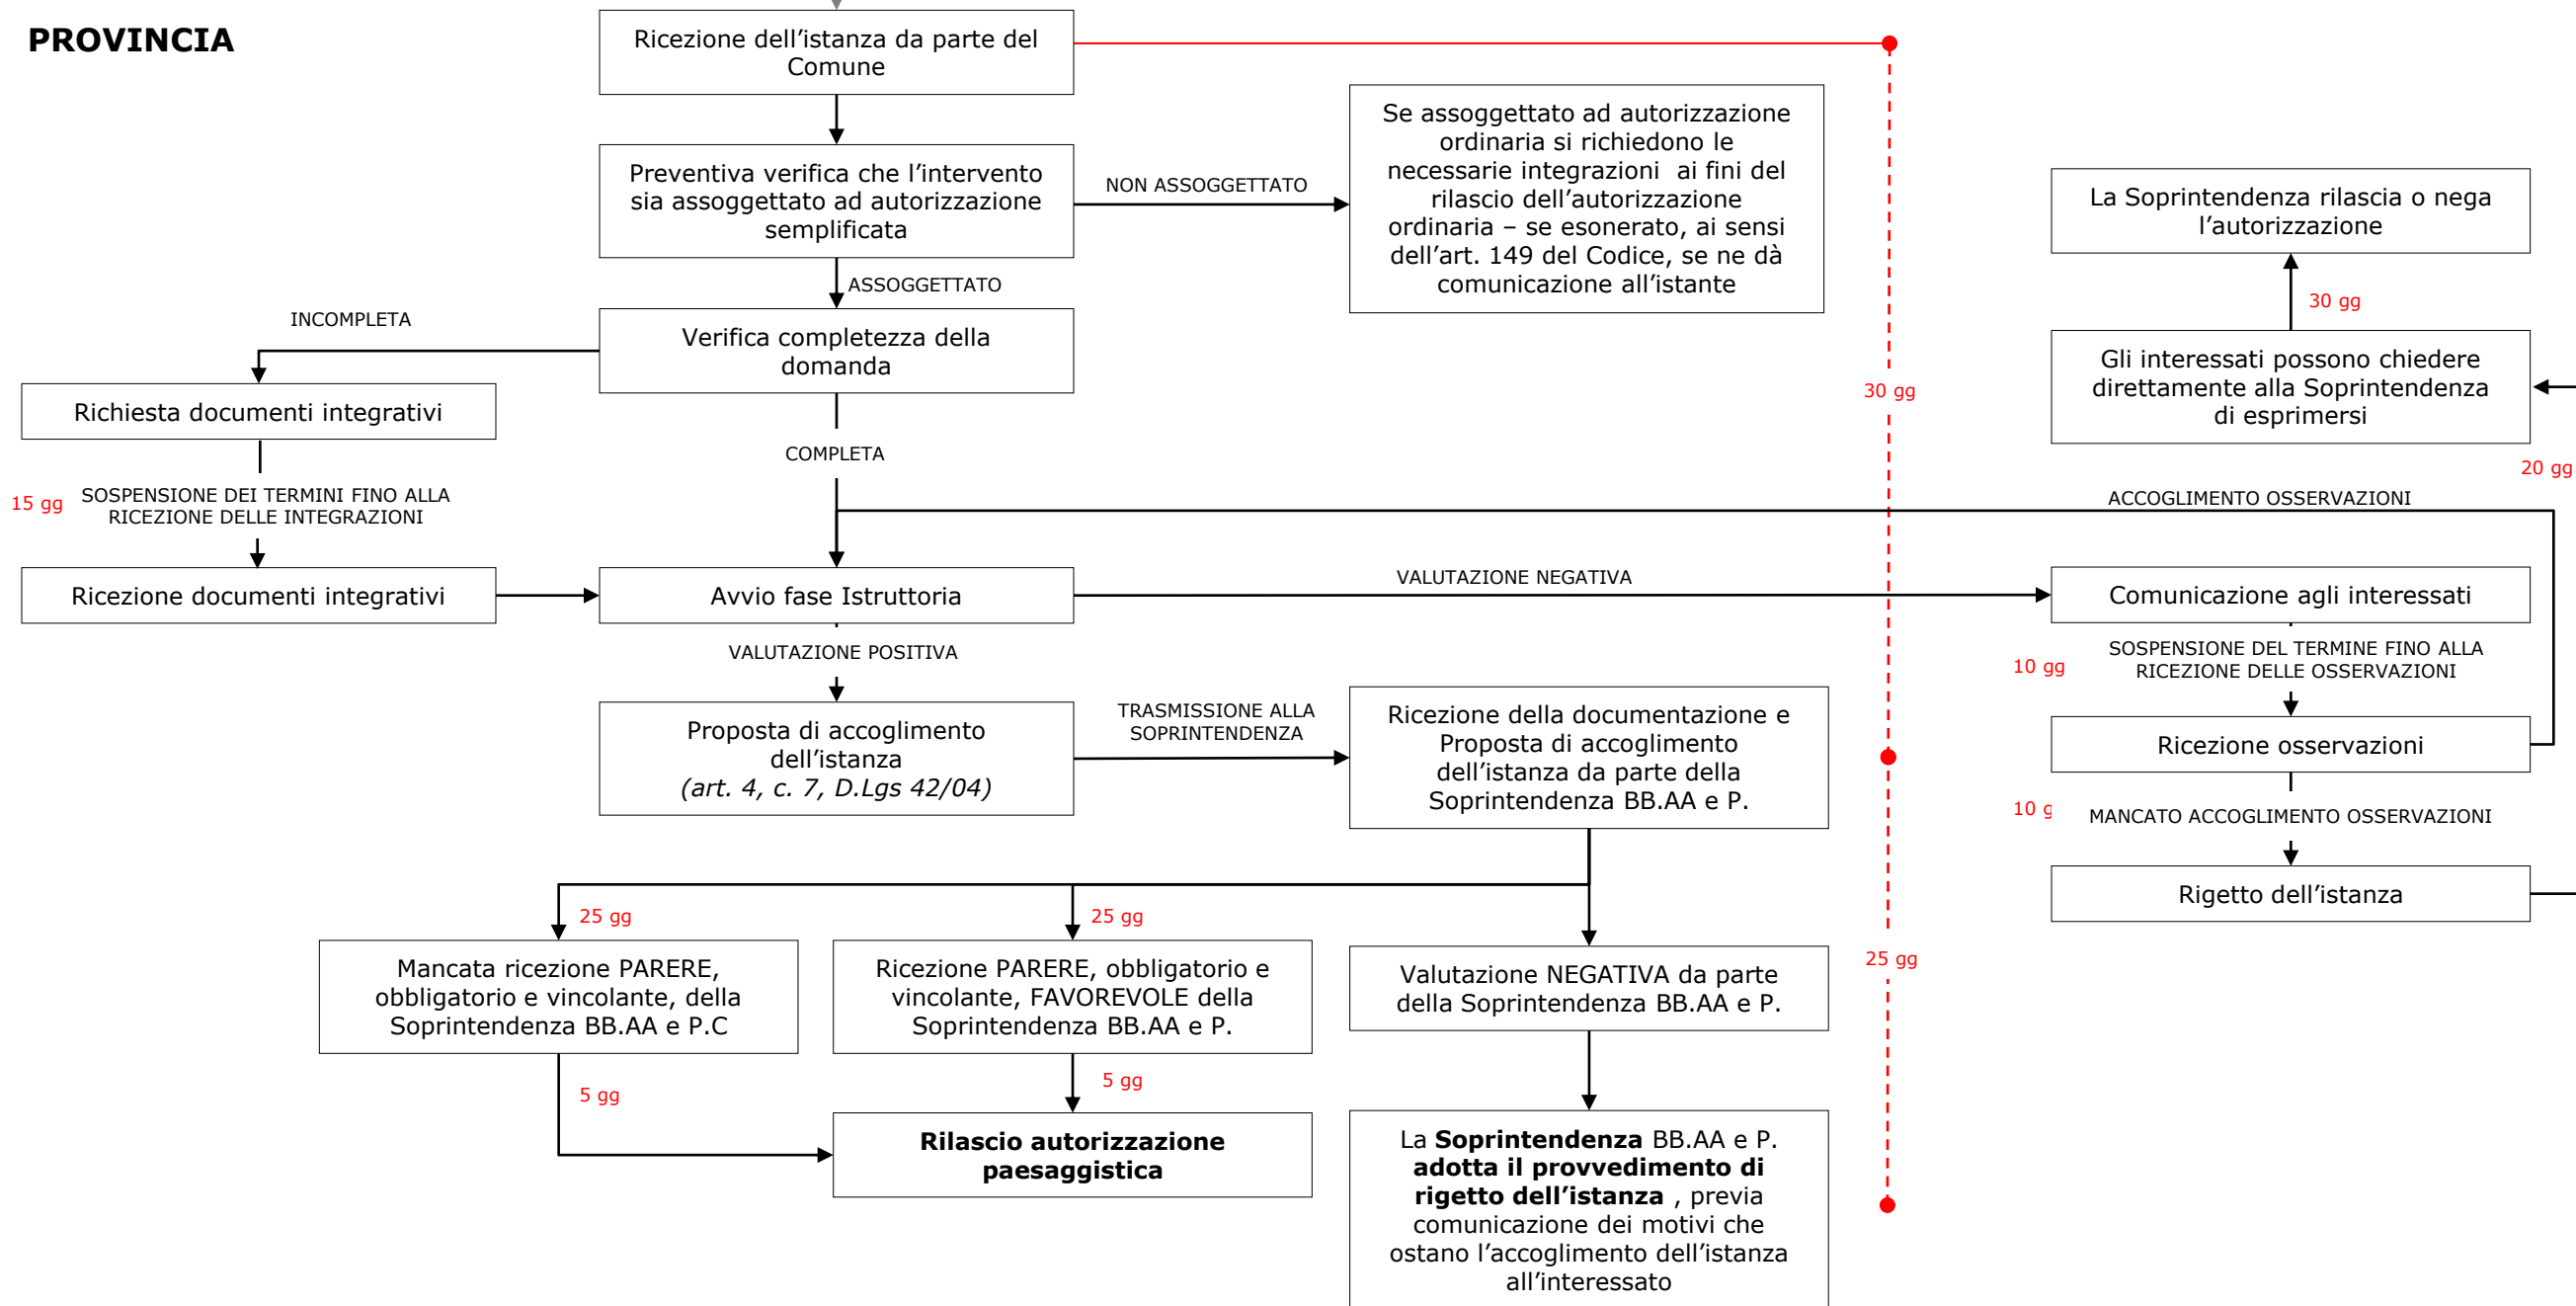 PROVINCIA
Ricezione dell’istanza da parte del
Comune
Preventiva verifica che l’intervento
sia assoggettato ad autorizzazione
semplificata
NON ASSOGGETTATO
Se assoggettato ad autorizzazione
ordinaria si richiedono le
necessarie integrazioni ai fini del
rilascio dell’autorizzazione
ordinaria – se esonerato, ai sensi
dell’art. 149 del Codice, se ne dà
comunicazione all’istante
La Soprintendenza rilascia o nega
l’autorizzazione
30 gg
Gli interessati possono chiedere
direttamente alla Soprintendenza
di esprimersi
20 gg
ASSOGGETTATO
INCOMPLETA
Verifica completezza della
domanda
30 gg
Richiesta documenti integrativi
COMPLETA
15 gg
SOSPENSIONE DEI TERMINI FINO ALLA
RICEZIONE DELLE INTEGRAZIONI
ACCOGLIMENTO OSSERVAZIONI
Ricezione documenti integrativi
Avvio fase Istruttoria
VALUTAZIONE NEGATIVA
Comunicazione agli interessati
VALUTAZIONE POSITIVA
10 gg
SOSPENSIONE DEL TERMINE FINO ALLA
RICEZIONE DELLE OSSERVAZIONI
Proposta di accoglimento
dell’istanza
(art. 4, c. 7, D.Lgs 42/04)
TRASMISSIONE ALLA
SOPRINTENDENZA
Ricezione della documentazione e
Proposta di accoglimento
dell’istanza da parte della
Soprintendenza BB.AA e P.
Ricezione osservazioni
10 g
MANCATO ACCOGLIMENTO OSSERVAZIONI
Rigetto dell’istanza
25 gg
25 gg
25 gg
Mancata ricezione PARERE,
obbligatorio e vincolante, della
Soprintendenza BB.AA e P.C
Ricezione PARERE, obbligatorio e
vincolante, FAVOREVOLE della
Soprintendenza BB.AA e P.
Valutazione NEGATIVA da parte
della Soprintendenza BB.AA e P.
5 gg
5 gg
Rilascio autorizzazione
paesaggistica
La Soprintendenza BB.AA e P.
adotta il provvedimento di
rigetto dell’istanza , previa
comunicazione dei motivi che
ostano l’accoglimento dell’istanza
all’interessato